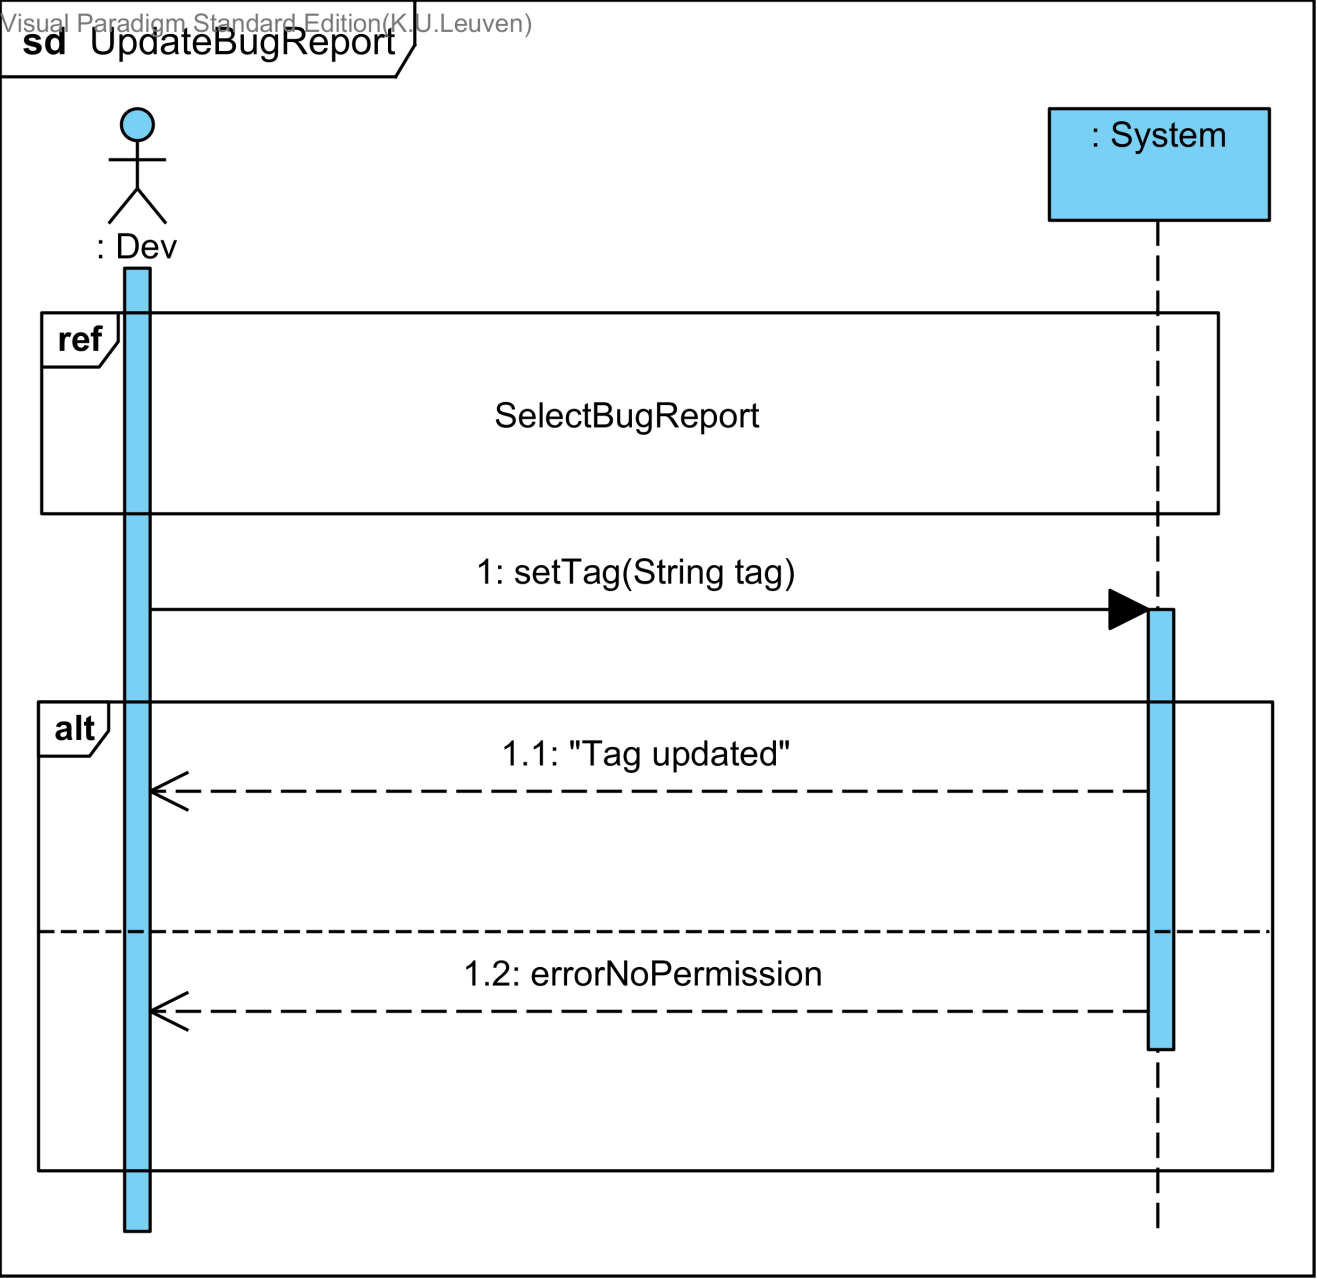 Visual Paradigm Standard Edition(K.U.Leuven)
sd UpdateBugReport
: System
: Dev
ref
SelectBugReport
1: setTag(String tag)
alt
1.1: "Tag updated"
1.2: errorNoPermission